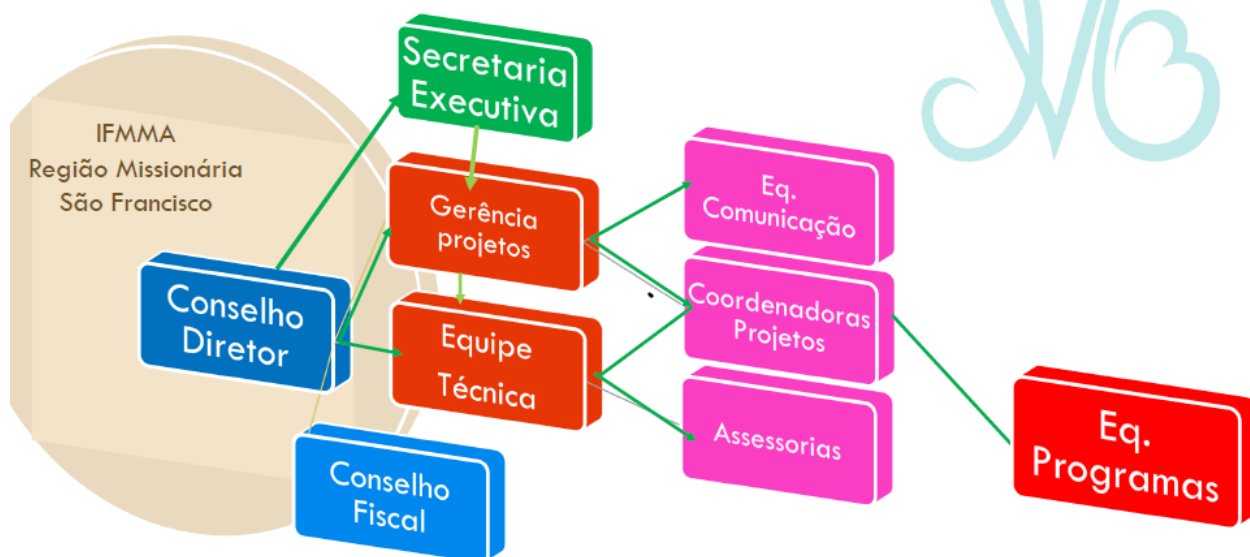 IFMMA
Região Missionária
São Francisco
Secretaria
Executiva
Gerência
projetos
Conselho
Diretor
Equipe
Técnica
Conselho
Fiscal
Eq.
Comunicação
Coordenadoras
Projetos
Assessorias
Eq.
Programas